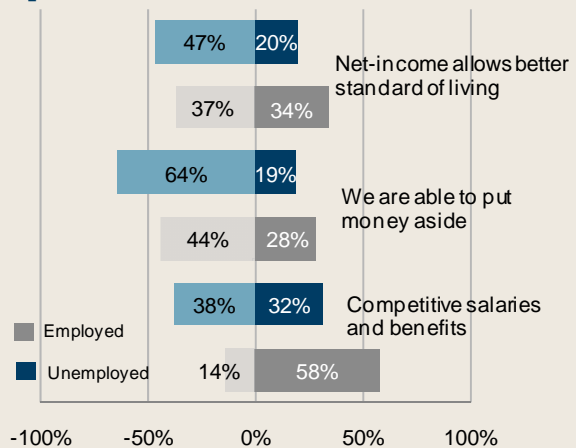 47% 20%
Net-income allows better
standard of living
37% 34%
64% 19%
We are able to put
money aside
44% 28%
38% 32%
Competitive salaries
and benefits
Employed
Unemployed
14% 58%
-100% -50% 0% 50% 100%